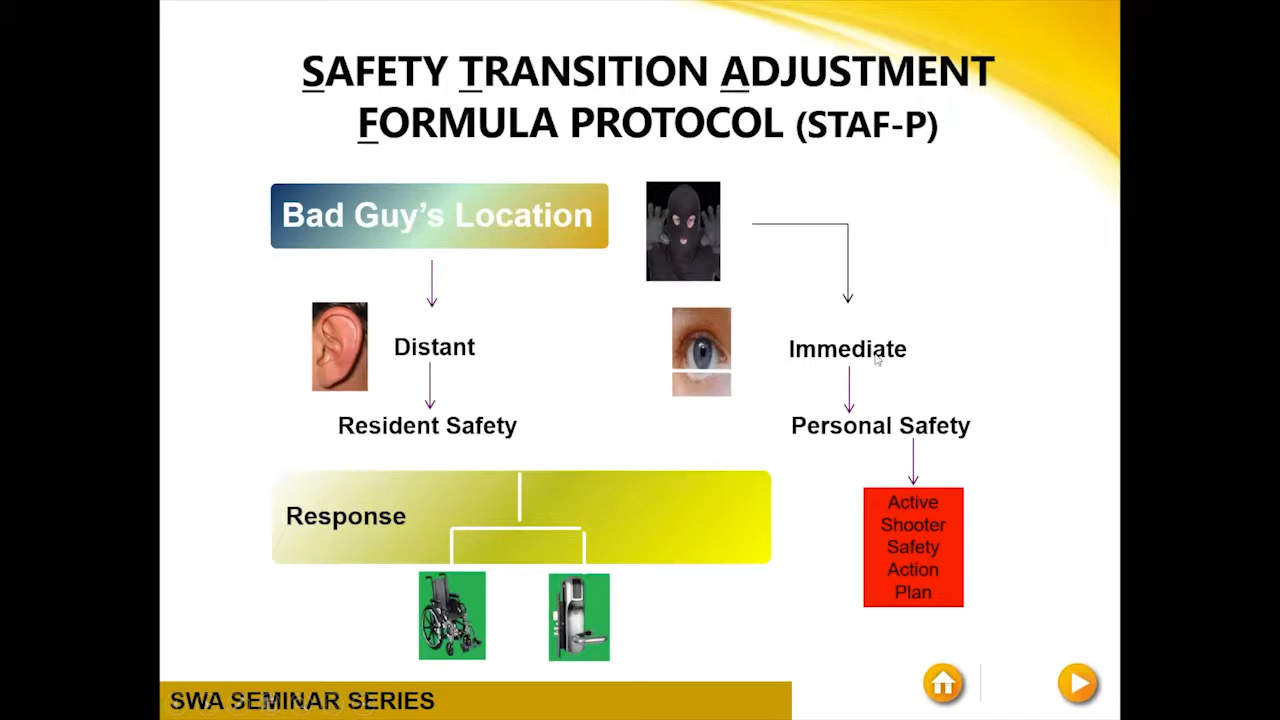 SAFETY TRANSITION ADJUSTMENT
FORMULA PROTOCOL (STAF-P)
Bad Guy's Location
Distant
Immediate
Resident Safety
Personal Safety
Response
Active
Shooter
Safety
Action
Plan
SWA SEMINAR SERIES